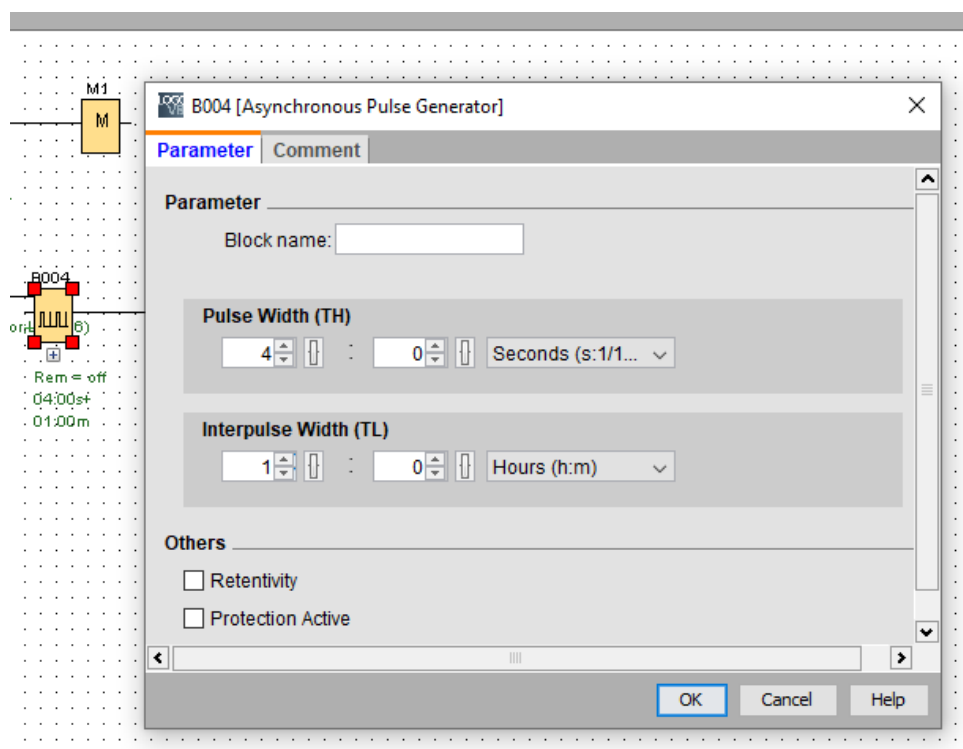 M1
M
B004 [Asynchronous Pulse Generator]
Parameter Comment
Parameter
Block name:
B004
Pulse Width (TH)
4 : 0 Seconds (s:1/1...
6)
Rem = off
04:00s+
01:00m
Interpulse Width (TL)
1 : 0 Hours (h:m)
Others
Retentivity
Protection Active
OK Cancel Help